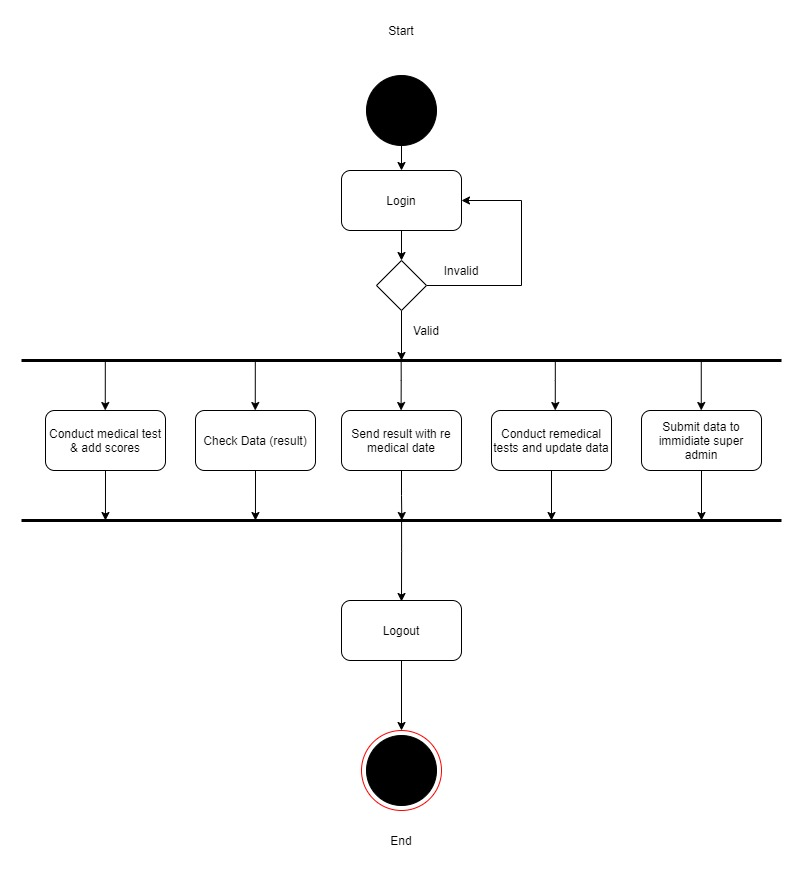 Start
Login
Invalid
Valid
Conduct medical test
& add scores
Check Data (result)
Send result with re
medical date
Conduct remedical
tests and update data
Submit data to
immidiate super
admin
Logout
End